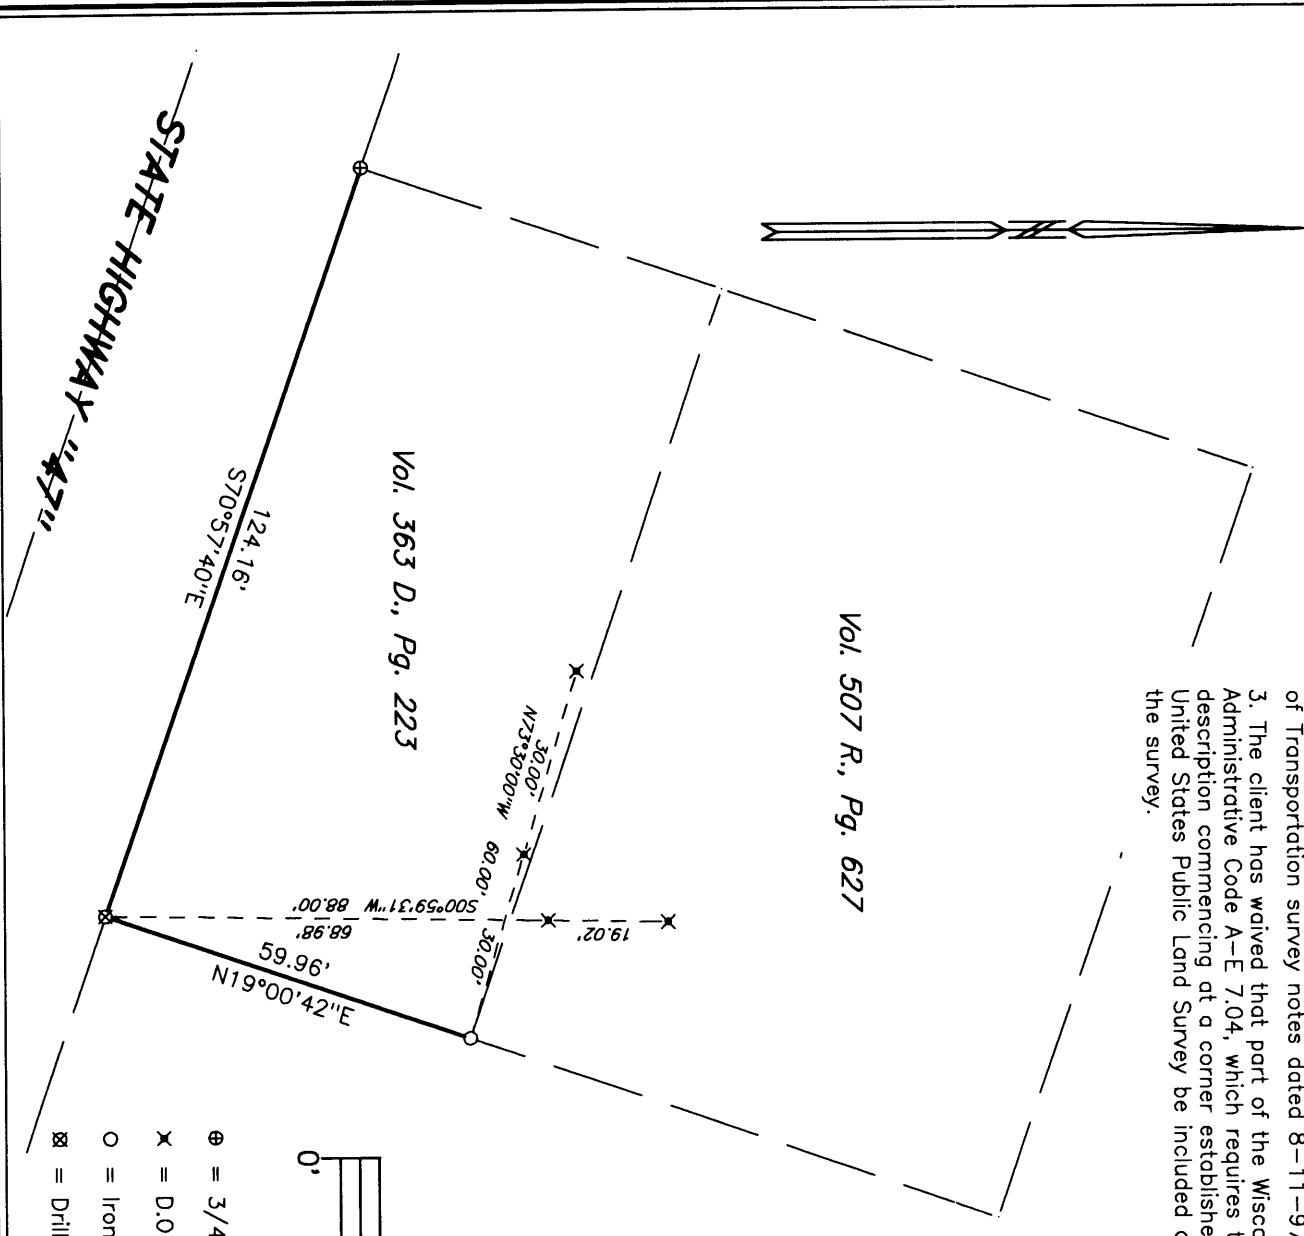 of Transportation survey notes dated 8-11-97
3. The client has waived that part of the
Administrative Code A-E 7.04, which requires
description commencing at a corner
United States Public Land Survey be included
the survey.
N
STATE HIGHWAY "47"
124.16'
S70°57'40"E
Vol. 363 D., Pg. 223
Vol. 507 R., Pg. 627
30.00'
N73°30'00"W
60.00'
30.00'
S00°59'31"W 88.00'
68.98'
19.02'
59.96'
N19°00'42"E
0'
= 3/4
= D.O
= Iron
= Drill